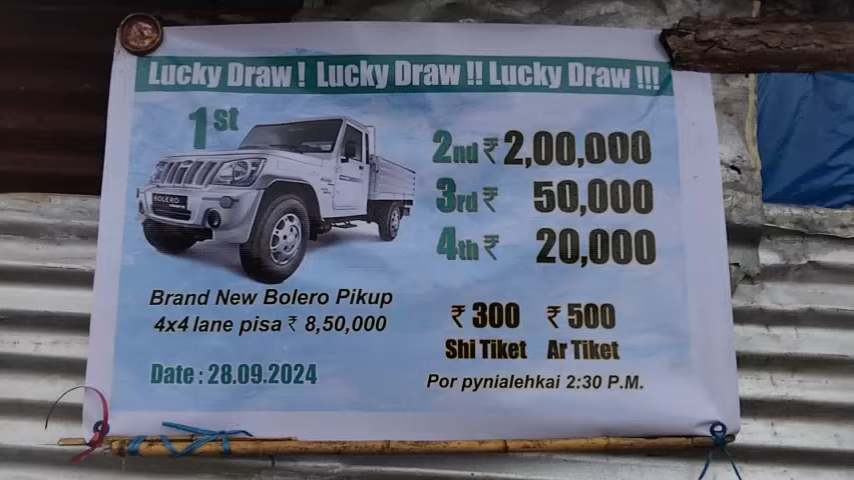 Lucky Draw ! Lucky Draw !! Lucky Draw !!!
1st
BOLERO
2nd ₹ 2,00,000
3rd ₹ 50,000
4th ₹ 20,000
Brand New Bolero Pikup
4x4 lane pisa ₹ 8,50,000
₹ 300 ₹ 500
Shi Tiket Ar Tiket
Date : 28.09.2024
Por pynialehkai 2:30 P.M.